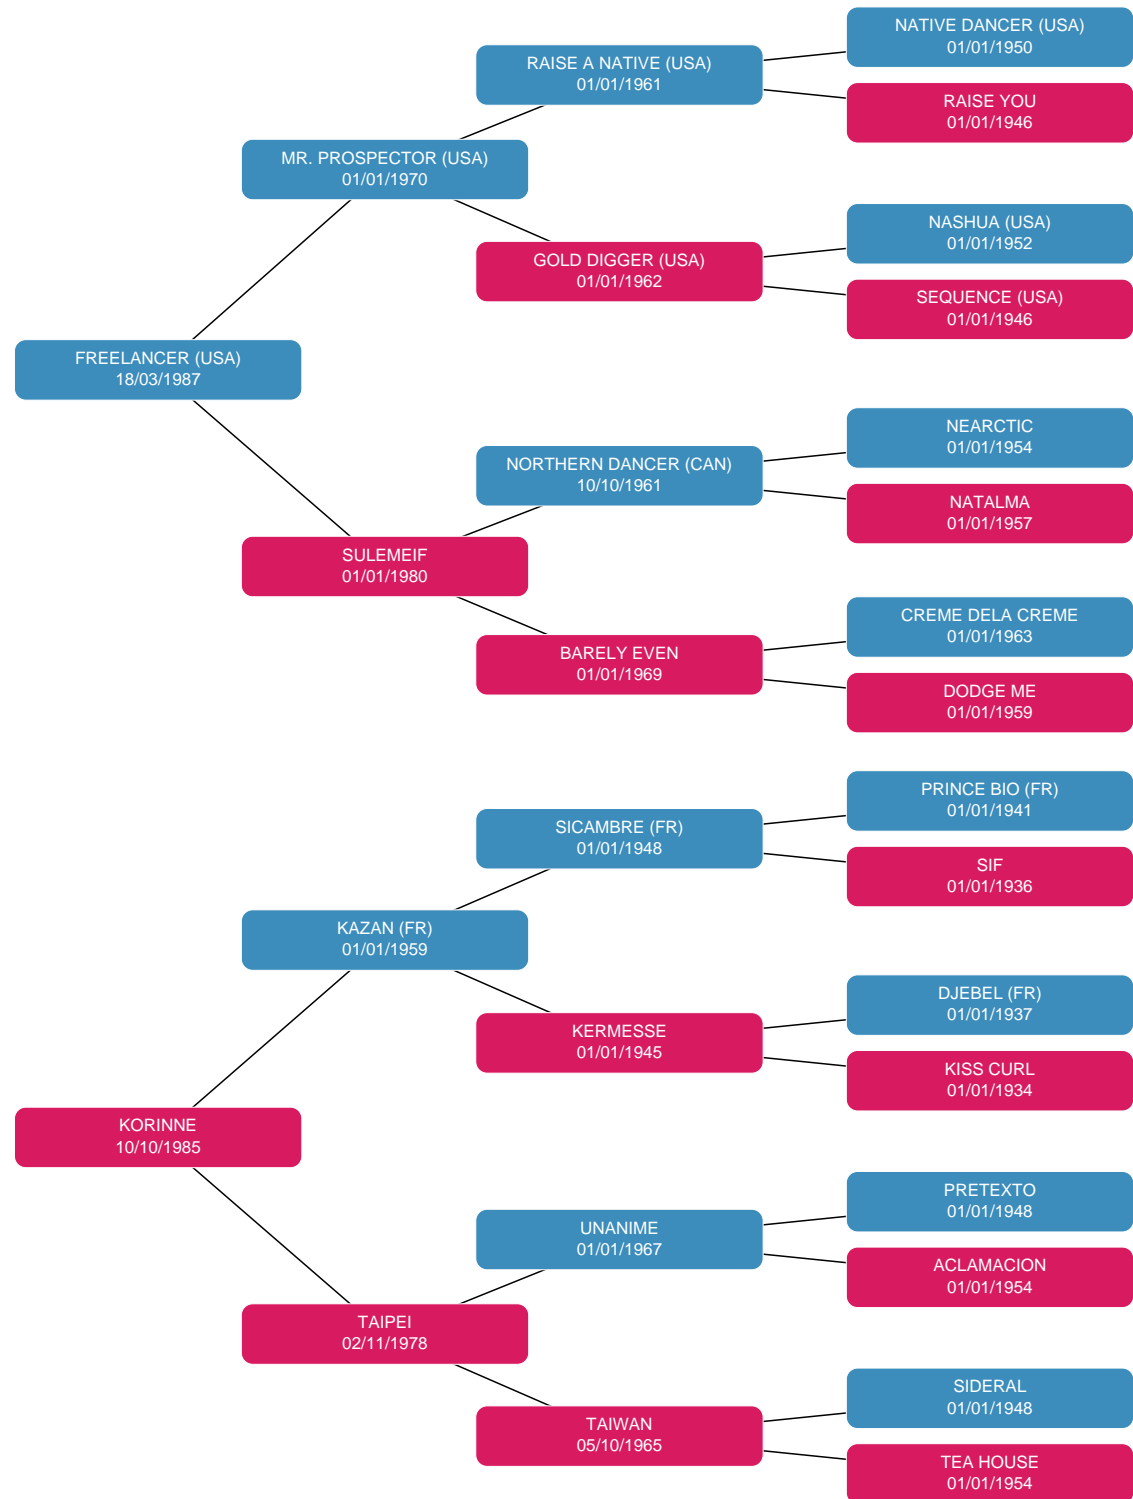 NATIVE DANCER (USA)
01/01/1950
RAISE A NATIVE (USA)
01/01/1961
RAISE YOU
01/01/1946
MR. PROSPECTOR (USA)
01/01/1970
NASHUA (USA)
01/01/1952
GOLD DIGGER (USA)
01/01/1962
SEQUENCE (USA)
01/01/1946
FREELANCER (USA)
18/03/1987
NEARCTIC
01/01/1954
NORTHERN DANCER (CAN)
10/10/1961
NATALMA
01/01/1957
SULEMEIF
01/01/1980
CREME DELA CREME
01/01/1963
BARELY EVEN
01/01/1969
DODGE ME
01/01/1959
PRINCE BIO (FR)
01/01/1941
SICAMBRE (FR)
01/01/1948
SIF
01/01/1936
KAZAN (FR)
01/01/1959
DJEBEL (FR)
01/01/1937
KERMESSE
01/01/1945
KISS CURL
01/01/1934
KORINNE
10/10/1985
PRETEXTO
01/01/1948
UNANIME
01/01/1967
ACLAMACION
01/01/1954
TAIPEI
02/11/1978
SIDERAL
01/01/1948
TAIWAN
05/10/1965
TEA HOUSE
01/01/1954